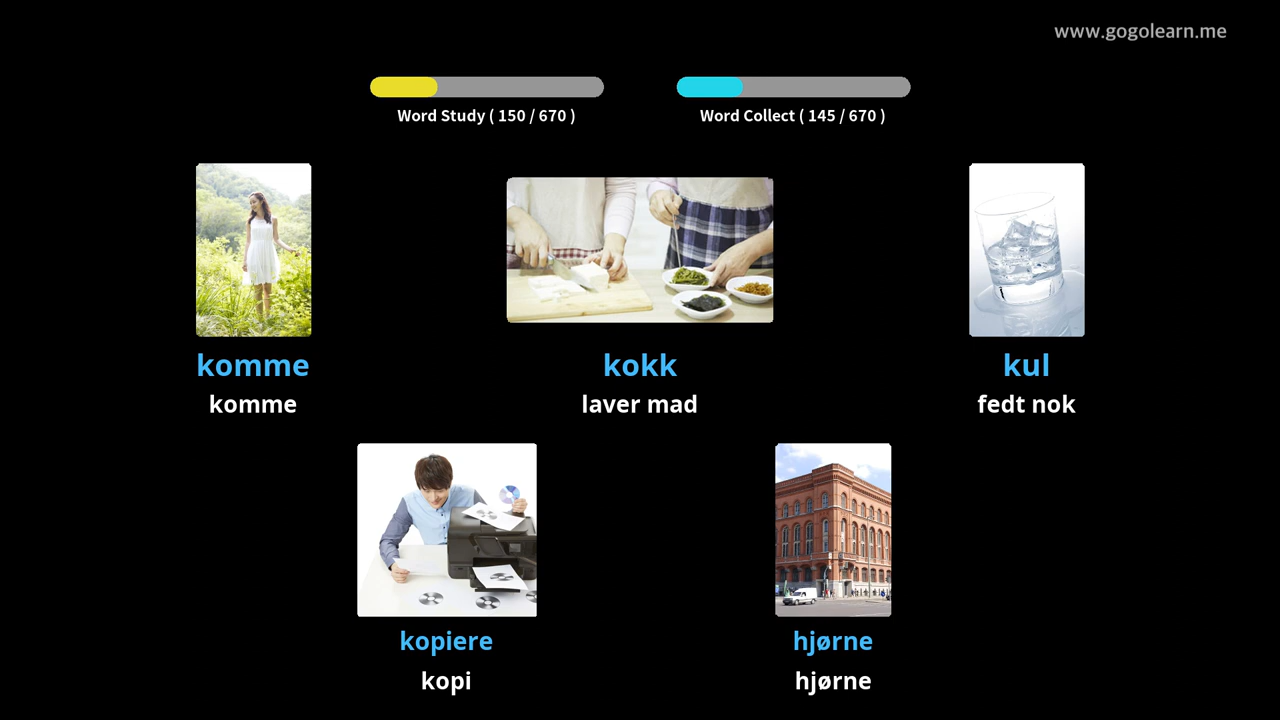 www.gogolearn.me
Word Study ( 150 / 670 )
Word Collect ( 145 / 670 )
komme
komme
kokk
laver mad
kul
fedt nok
kopiere
kopi
hjørne
hjørne